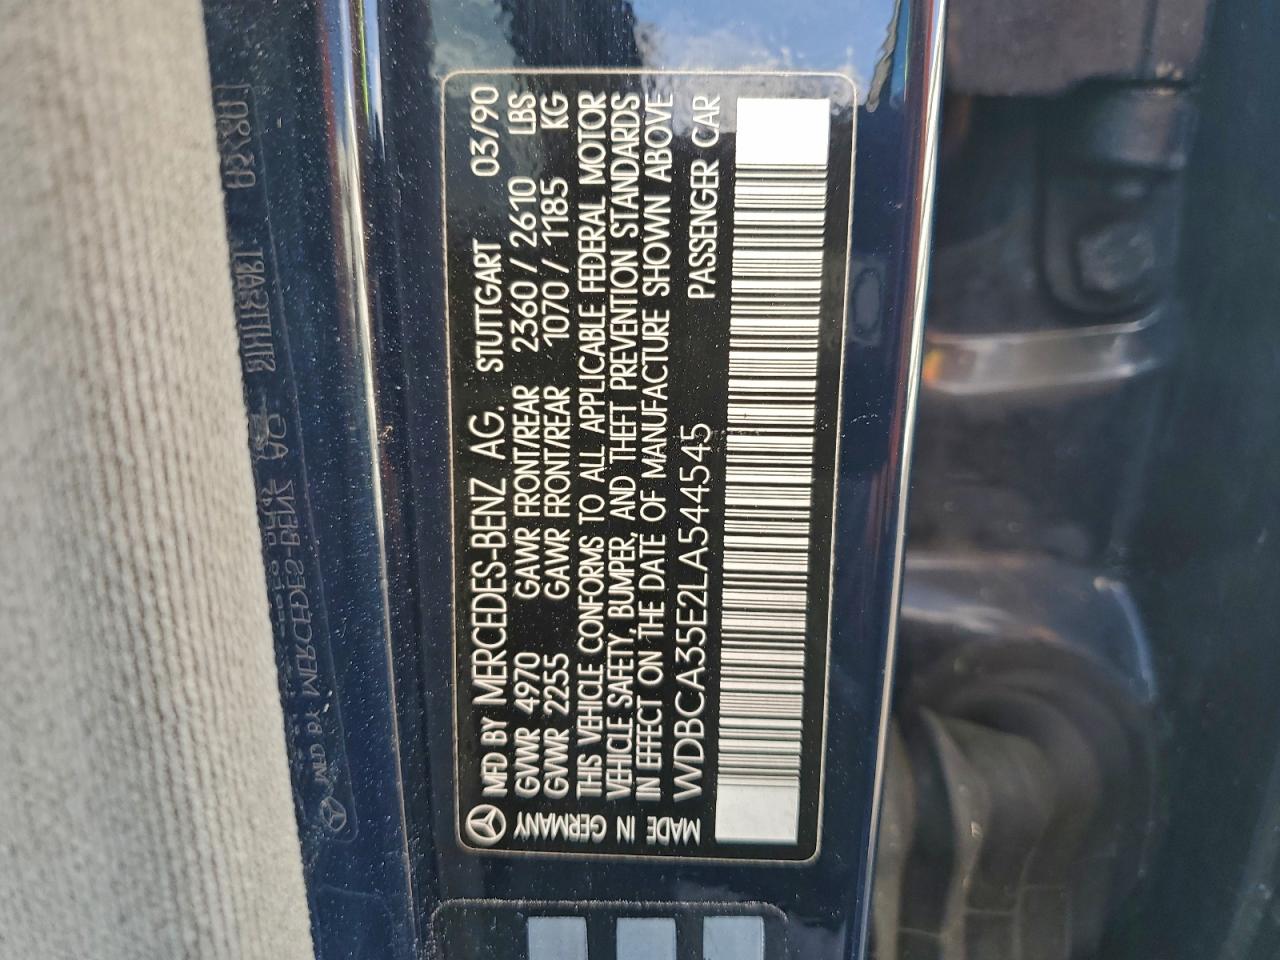 MFD BY MERCEDES-BENZ AG. STUTTGART 03/90
GVWR 4970 GAWR FRONT/REAR 2360 / 2610 LBS
GVWR 2255 GAWR FRONT/REAR 1070 / 1185 KG
THIS VEHICLE CONFORMS TO ALL APPLICABLE FEDERAL MOTOR
VEHICLE SAFETY, BUMPER, AND THEFT PREVENTION STANDARDS
IN EFFECT ON THE DATE OF MANUFACTURE SHOWN ABOVE
WDBCA35E2LA544545 PASSENGER CAR
MADE IN GERMANY